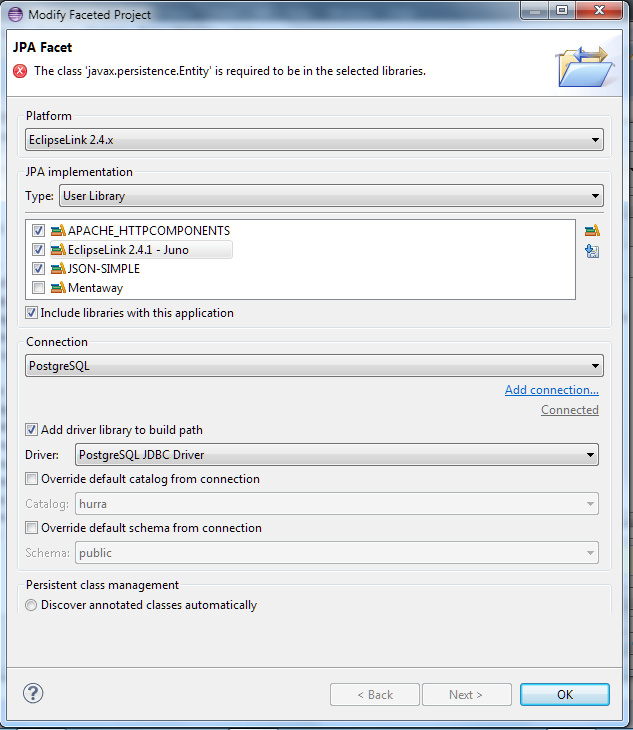 Modify Faceted Project
JPA Facet
The class 'javax.persistence.Entity' is required to be in the selected libraries.
Platform
EclipseLink 2.4.x
JPA implementation
Type: User Library
APACHE_HTTPCOMPONENTS
EclipseLink 2.4.1 - Juno
JSON-SIMPLE
Mentaway
Include libraries with this application
Connection
PostgreSQL
Add connection...
Connected
Add driver library to build path
Driver: PostgreSQL JDBC Driver
Override default catalog from connection
Catalog: hurra
Override default schema from connection
Schema: public
Persistent class management
Discover annotated classes automatically
? < Back Next > OK